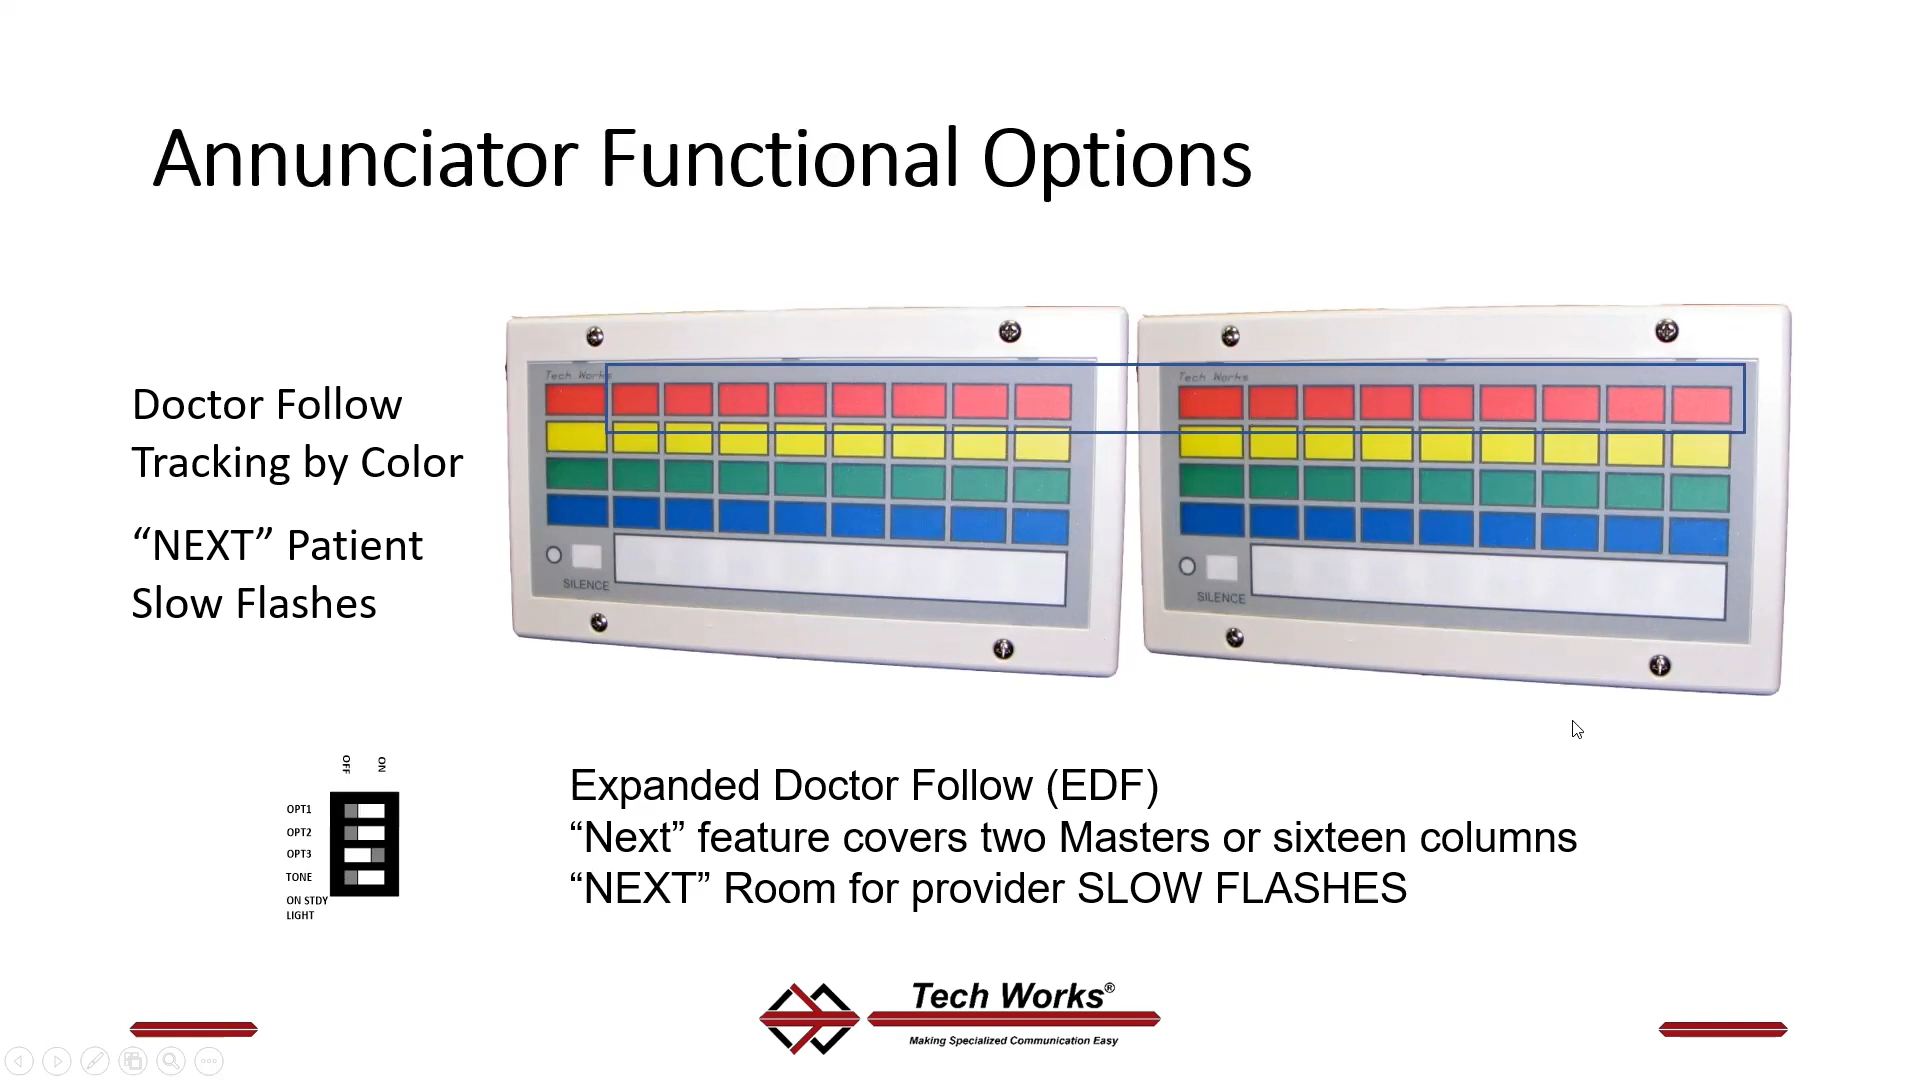 Annunciator Functional Options
Doctor Follow
Tracking by Color
“NEXT” Patient
Slow Flashes
Tech Works
SILENCE
Tech Works
SILENCE
OFF
ON
OPT1
OPT2
OPT3
TONE
ON STDY
LIGHT
Expanded Doctor Follow (EDF)
“Next” feature covers two Masters or sixteen columns
“NEXT” Room for provider SLOW FLASHES
Tech Works®
Making Specialized Communication Easy